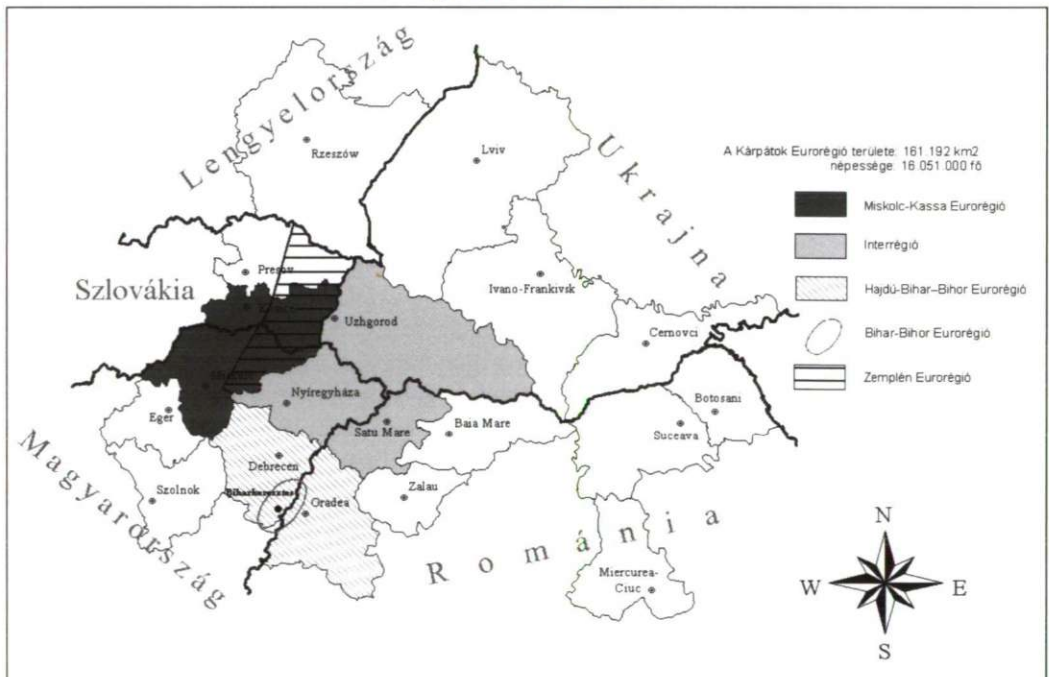 Lengyelország
Rzeszów
Lviv
Ukrajna
A Kárpátok Eurorégió területe: 161.192 km2
népessége: 16.051.000 fő
Miskolc-Kassa Eurorégió
Interrégió
Hajdú-Bihar–Bihor Eurorégió
Bihar-Bihor Eurorégió
Zemplén Eurorégió
Szlovákia
Presov
Uzhgorod
Ivano-Frankivsk
Cernovci
Nyíregyháza
Eger
Satu Mare
Baia Mare
Botosani
Suceava
Debrecen
Szolnok
Oradea
Zalau
Magyarország
Románia
Miercurea-
Ciuc
N
W
E
S